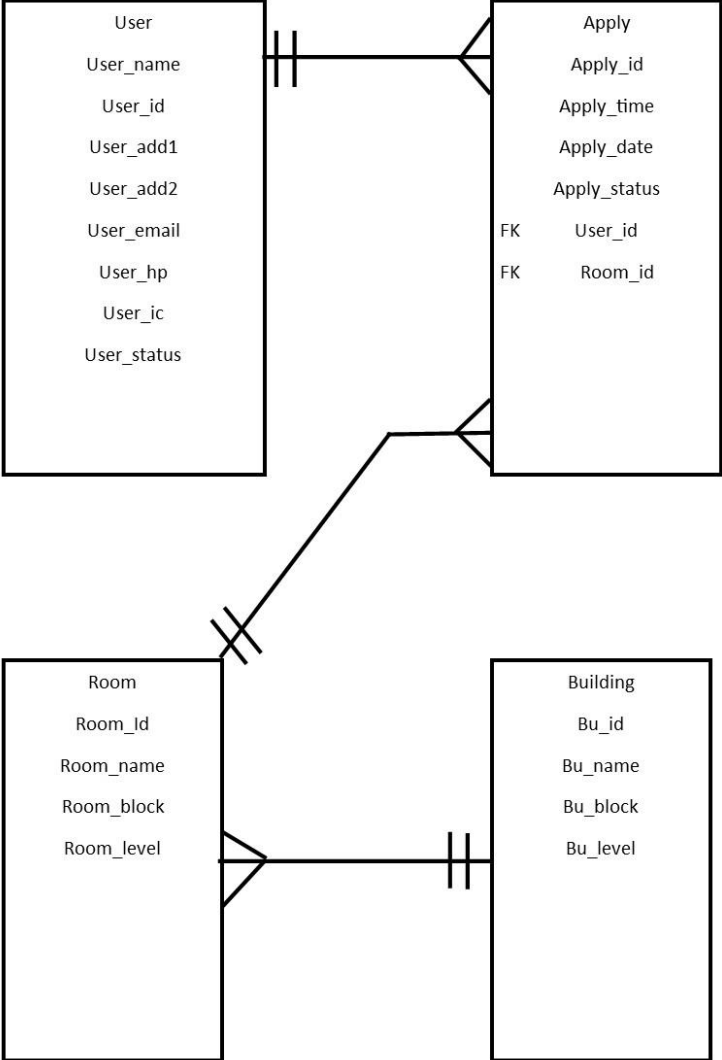 User
User_name
User_id
User_add1
User_add2
User_email
User_hp
User_ic
User_status
Apply
Apply_id
Apply_time
Apply_date
Apply_status
FK User_id
FK Room_id
Room
Room_Id
Room_name
Room_block
Room_level
Building
Bu_id
Bu_name
Bu_block
Bu_level